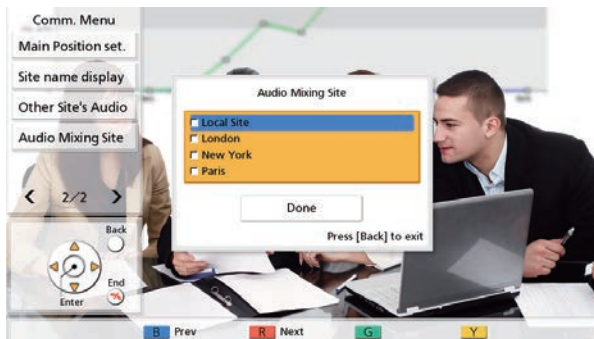 Comm. Menu
Main Position set.
Site name display
Other Site's Audio
Audio Mixing Site
2/2
Back
Enter
End
Audio Mixing Site
Local Site
London
New York
Paris
Done
Press [Back] to exit
B Prev R Next G Y